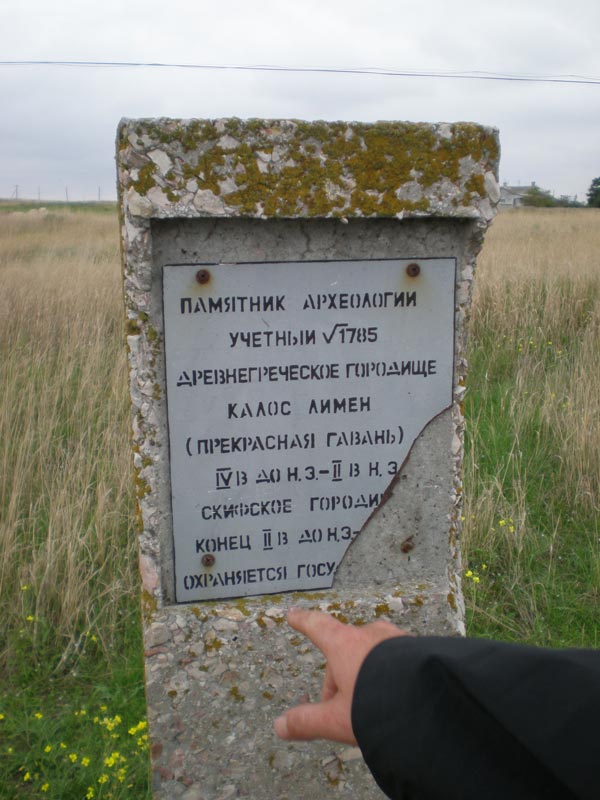 ПАМЯТНИК АРХЕОЛОГИИ
УЧЕТНЫЙ √1785
ДРЕВНЕГРЕЧЕСКОЕ ГОРОДИЩЕ
КАЛОС ЛИМЕН
(ПРЕКРАСНАЯ ГАВАНЬ)
IV В ДО Н.Э.–II В Н.Э
СКИФСКОЕ ГОРОДИ
КОНЕЦ II В ДО Н.Э–
ОХРАНЯЕТСЯ ГОСУ